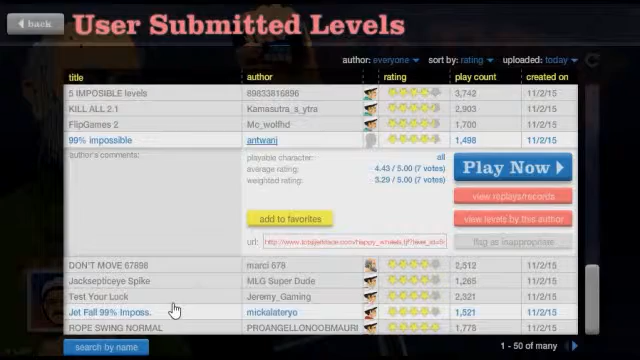 back
User Submitted Levels
author: everyone sort by: rating uploaded: today
title author rating play count created on
5 IMPOSIBLE levels 89833816896 3,742 11/2/15
KILL ALL 2.1 Kamasutra_s_ytra 2,903 11/2/15
FlipGames 2 Mc_wolfhd 1,700 11/2/15
99% impossible antwanj 1,498 11/2/15
author's comments:
playable character: all
average rating: 4.43 / 5.00 (7 votes)
weighted rating: 3.29 / 5.00 (7 votes)
Play Now
view replays/records
add to favorites
view levels by this author
url:
flag as inappropriate
DON'T MOVE 67898 marci 678 2,512 11/2/15
Jacksepticeye Spike MLG Super Dude 1,265 11/2/15
Test Your Luck Jeremy_Gaming 2,321 11/2/15
Jet Fall 99% Imposs. mickalateryo 1,521 11/2/15
ROPE SWING NORMAL PROANGELLONOOBMAURI 1,773 11/2/15
search by name
1 - 50 of many